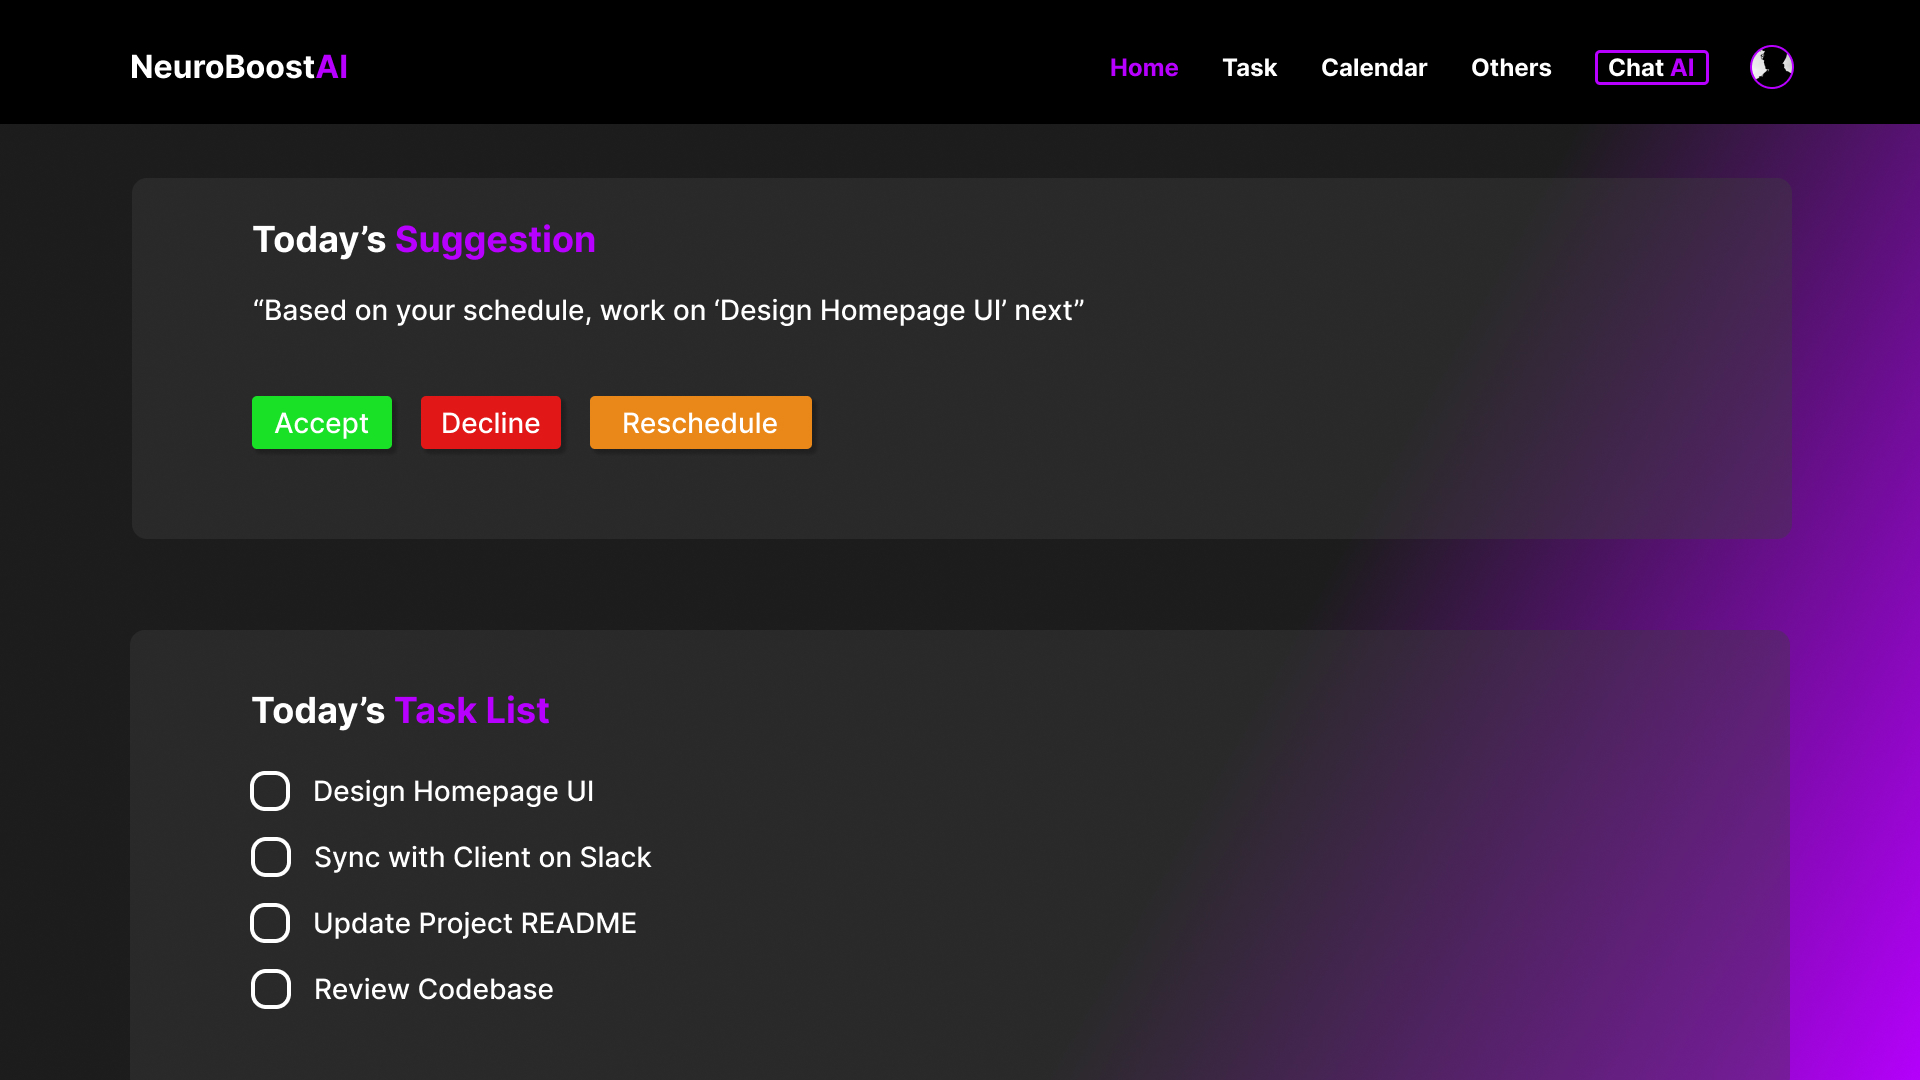 NeuroBoostAI
Home Task Calendar Others Chat AI
Today’s Suggestion
“Based on your schedule, work on ‘Design Homepage UI’ next”
Accept Decline Reschedule
Today’s Task List
Design Homepage UI
Sync with Client on Slack
Update Project README
Review Codebase